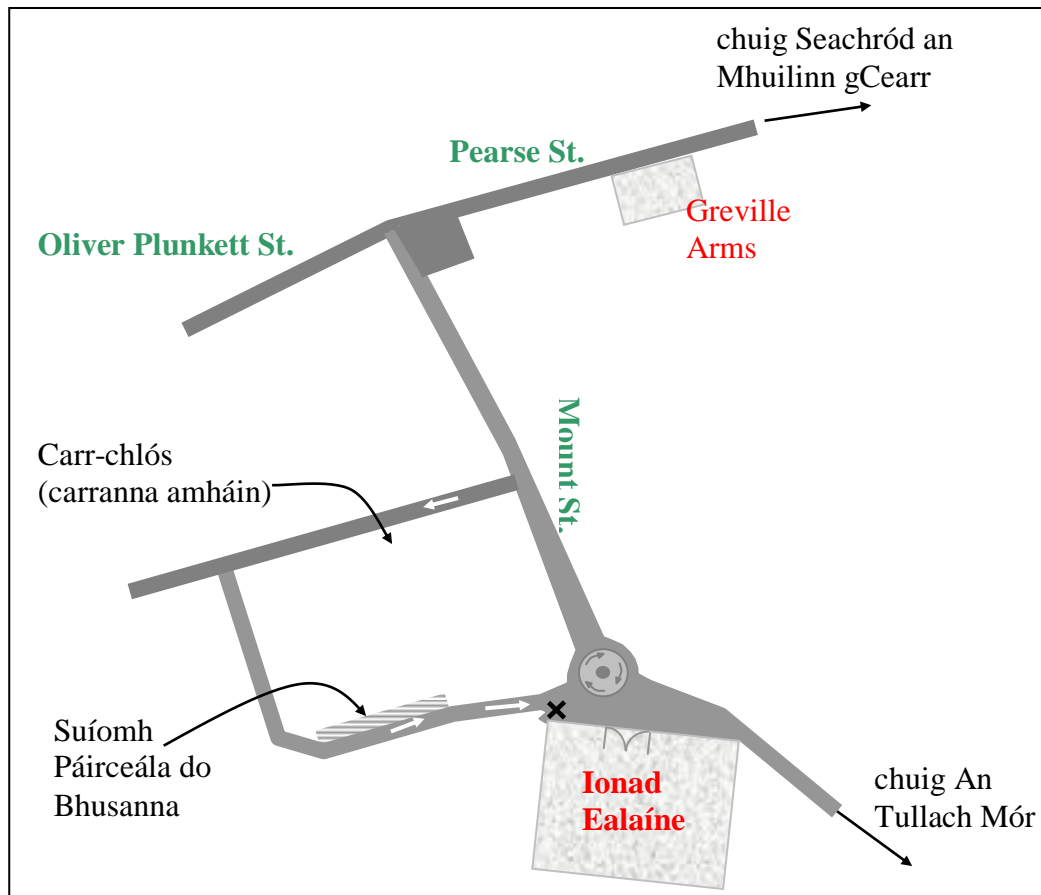 chuig Seachród an
Mhuilinn gCearr
Pearse St.
Greville
Arms
Oliver Plunkett St.
Mount St.
Carr-chlós
(carranna amháin)
Suíomh
Páirceála do
Bhusanna
Ionad
Ealaíne
chuig An
Tullach Mór